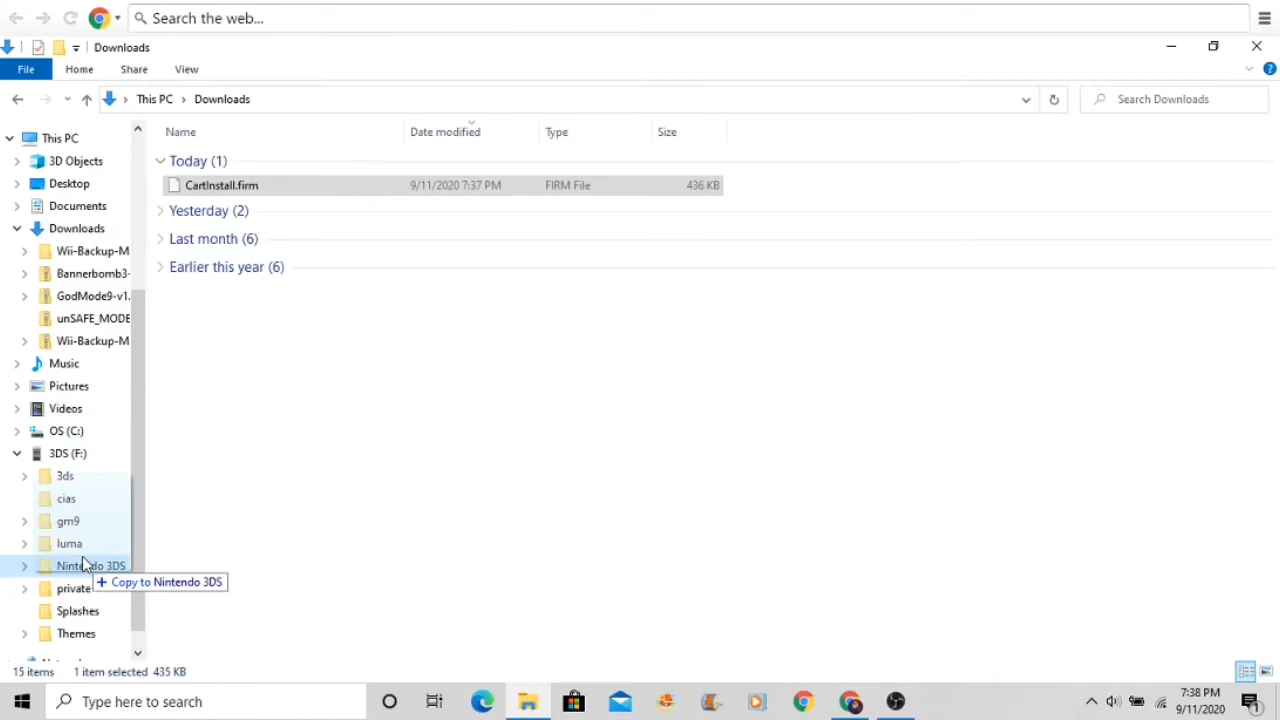 Search the web...
Downloads
File Home Share View
This PC Downloads
Search Downloads
Name Date modified Type Size
Today (1)
CartInstall.firm 9/11/2020 7:37 PM FIRM File 436 KB
Yesterday (2)
Last month (6)
Earlier this year (6)
This PC
3D Objects
Desktop
Documents
Downloads
Wii-Backup-M
Bannerbomb3-
GodMode9-v1.
unSAFE_MODE
Wii-Backup-M
Music
Pictures
Videos
OS (C:)
3DS (F:)
3ds
cias
gm9
luma
Nintendo 3DS
+ Copy to Nintendo 3DS
private
Splashes
Themes
15 items 1 item selected 435 KB
Type here to search
7:38 PM
9/11/2020
1